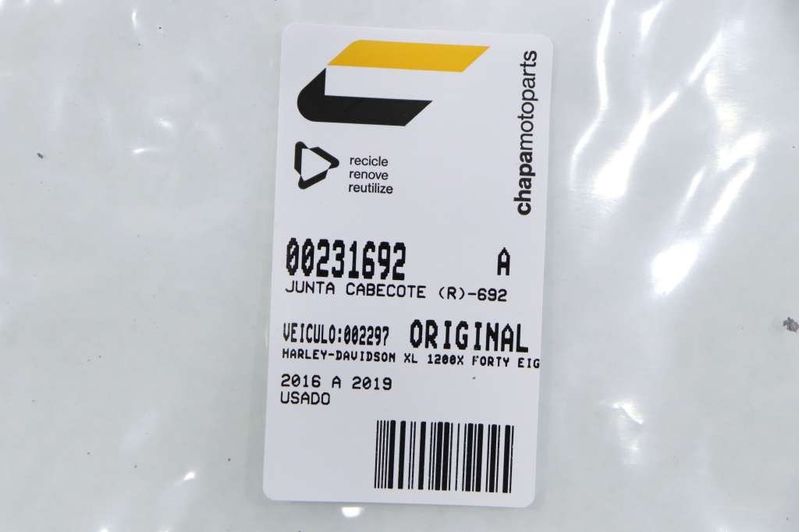 chapamotoparts
recicle
renove
reutilize
00231692 A
JUNTA CABECOTE (R)-692
VEICULO:002297 ORIGINAL
HARLEY-DAVIDSON XL 1200X FORTY EIG
2016 A 2019
USADO